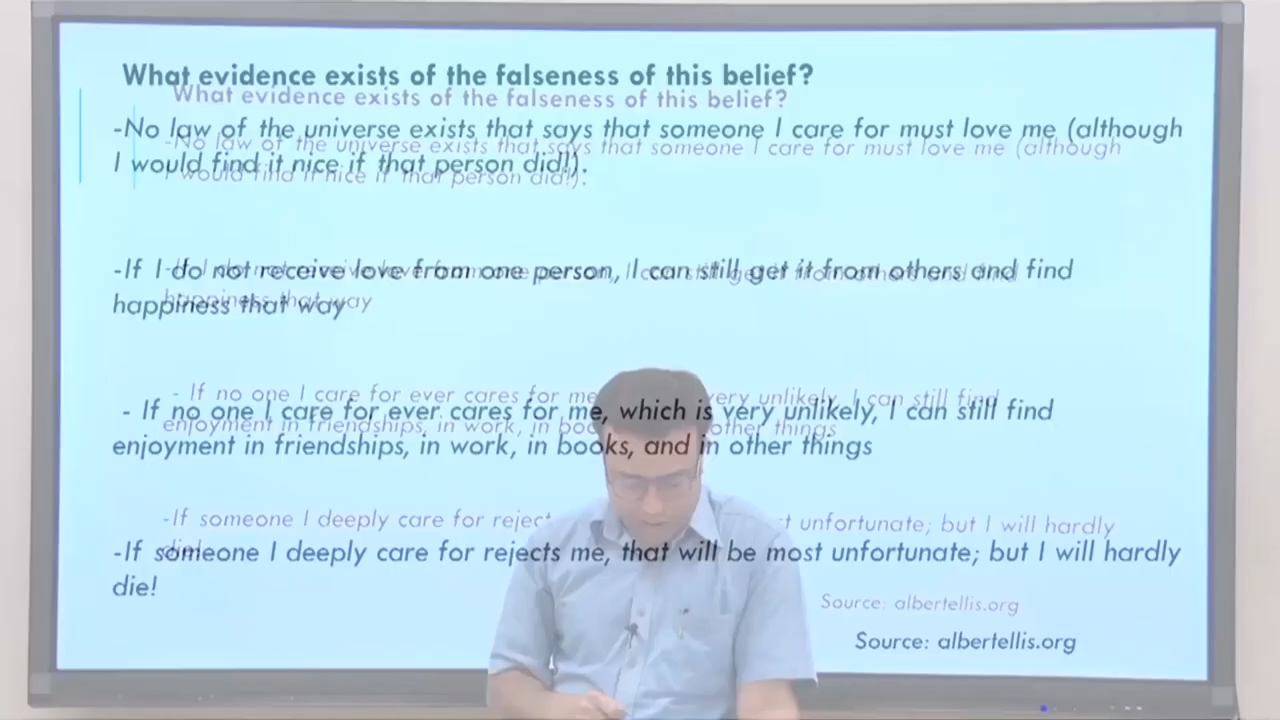 What evidence exists of the falseness of this belief?
-No law of the universe exists that says that someone I care for must love me (although
I would find it nice if that person did!).
-If I do not receive love from one person, I can still get it from others and find
happiness that way
- If no one I care for ever cares for me, which is very unlikely, I can still find
enjoyment in friendships, in work, in books, and in other things
-If someone I deeply care for rejects me, that will be most unfortunate; but I will hardly
die!
Source: albertellis.org